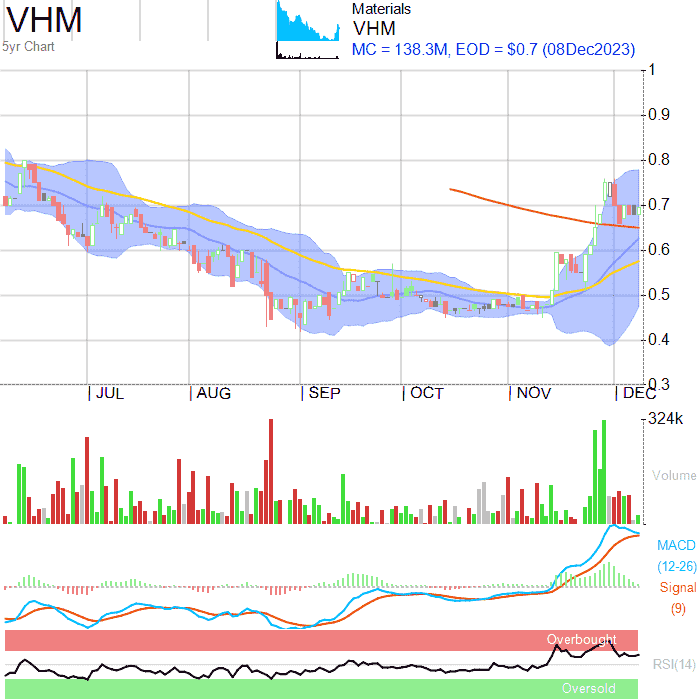 VHM
5yr Chart
Materials
VHM
MC = 138.3M, EOD = $0.7 (08Dec2023)
1
0.9
0.8
0.7
0.6
0.5
0.4
0.3
JUL AUG SEP OCT NOV DEC
324k
Volume
MACD
(12-26)
Signal
(9)
Overbought
RSI(14)
Oversold